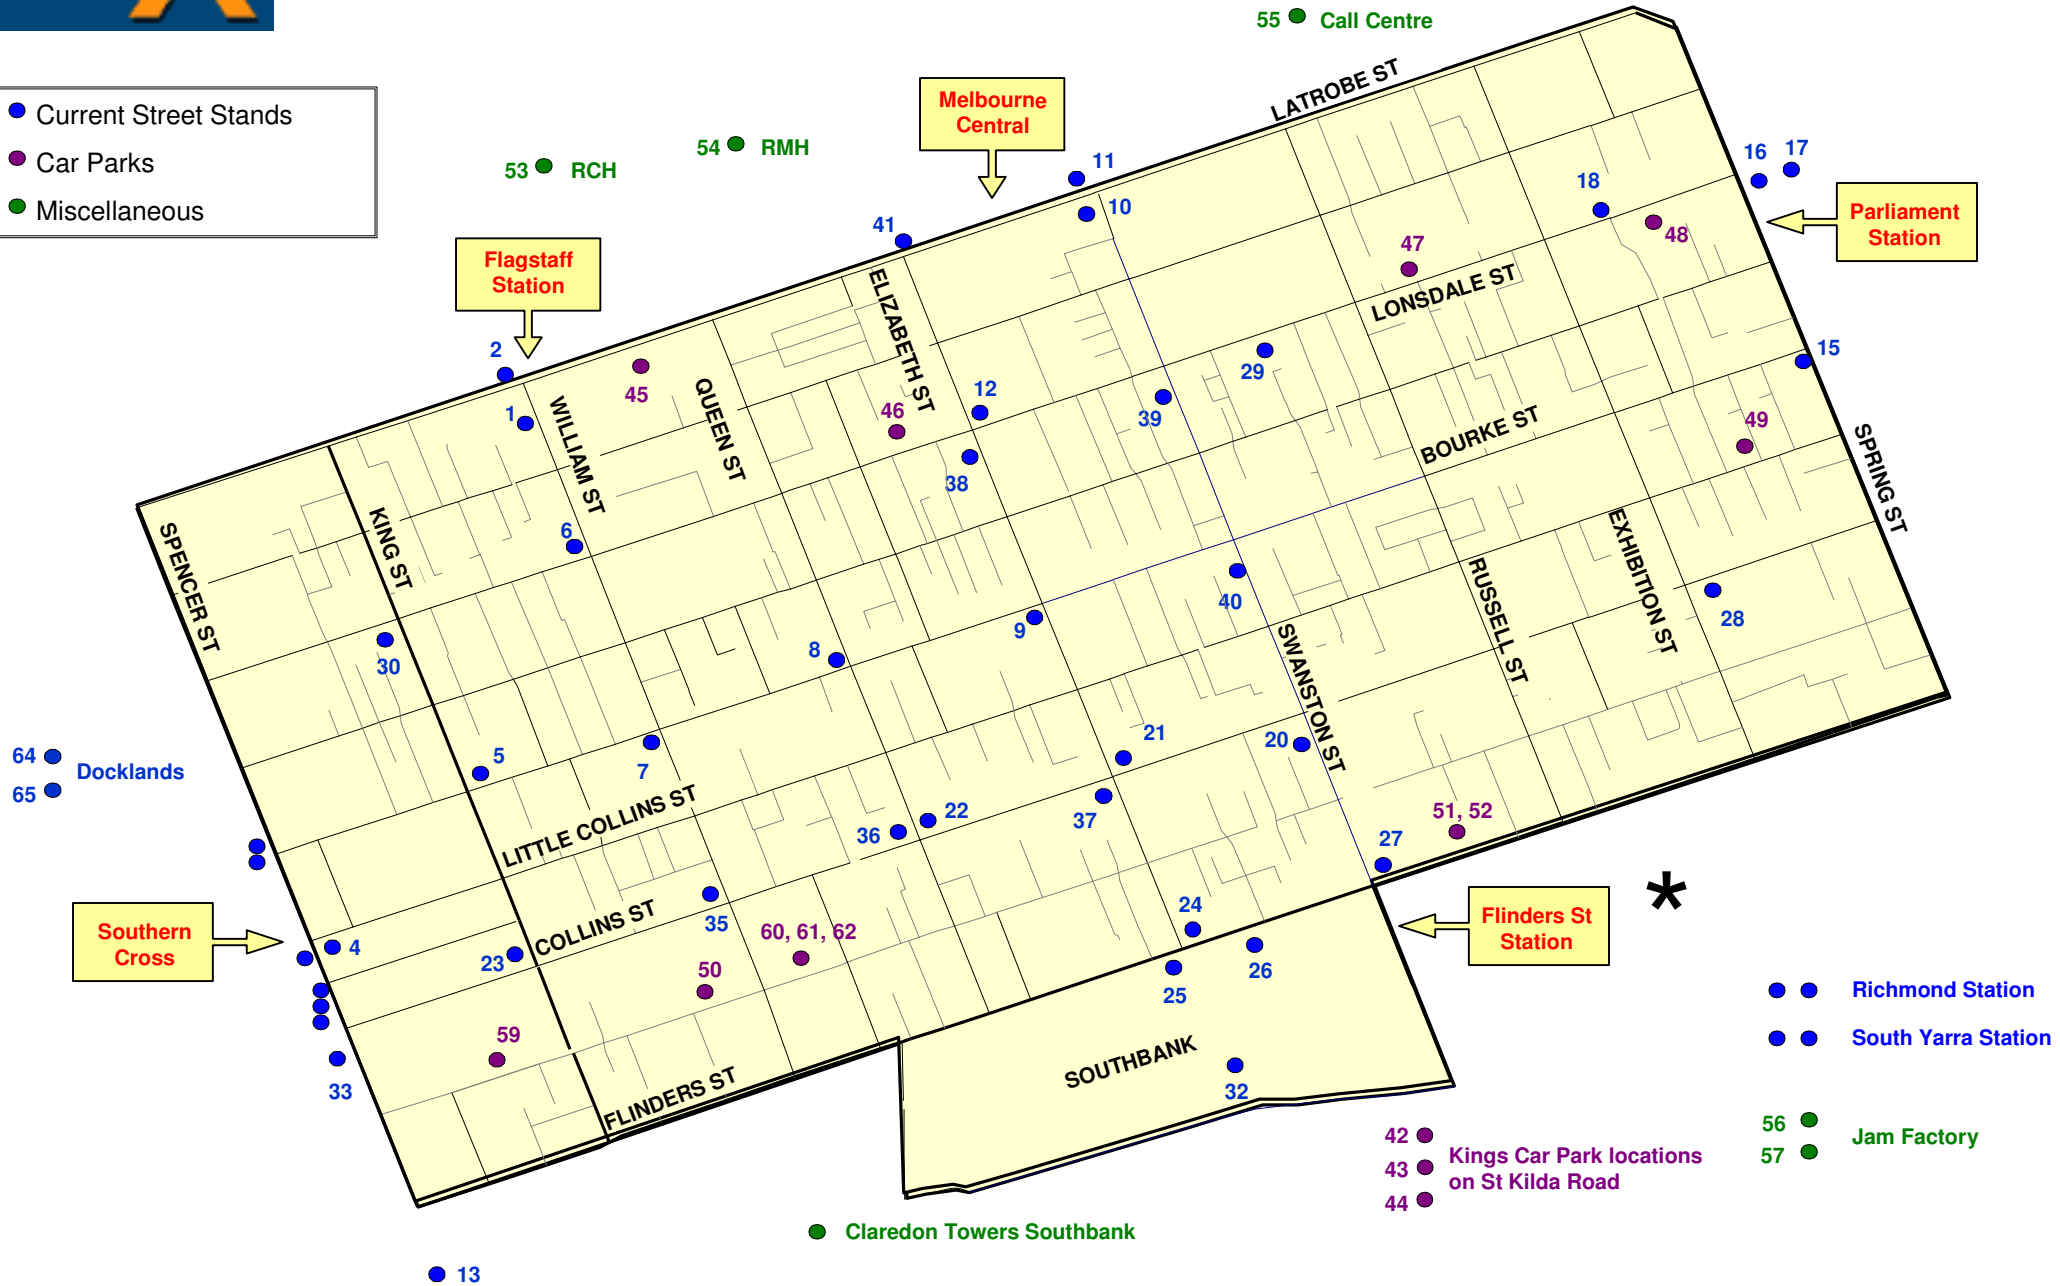 55
Call Centre
LATROBE ST
Melbourne
Central
Current Street Stands
Car Parks
Miscellaneous
53
RCH
54
RMH
11
10
41
16
17
18
48
47
Parliament
Station
Flagstaff
Station
2
45
1
WILLIAM ST
QUEEN ST
ELIZABETH ST
46
12
38
39
29
LONSDALE ST
15
49
BOURKE ST
SPRING ST
SPENCER ST
KING ST
6
30
8
9
40
SWANSTON ST
RUSSELL ST
EXHIBITION ST
28
64
65
Docklands
5
7
21
20
LITTLE COLLINS ST
36
22
37
51, 52
27
Southern
Cross
4
23
COLLINS ST
35
60, 61, 62
50
24
25
26
Flinders St
Station
*
59
33
FLINDERS ST
SOUTHBANK
32
Richmond Station
South Yarra Station
42
43
44
Kings Car Park locations
on St Kilda Road
56
57
Jam Factory
Claredon Towers Southbank
13